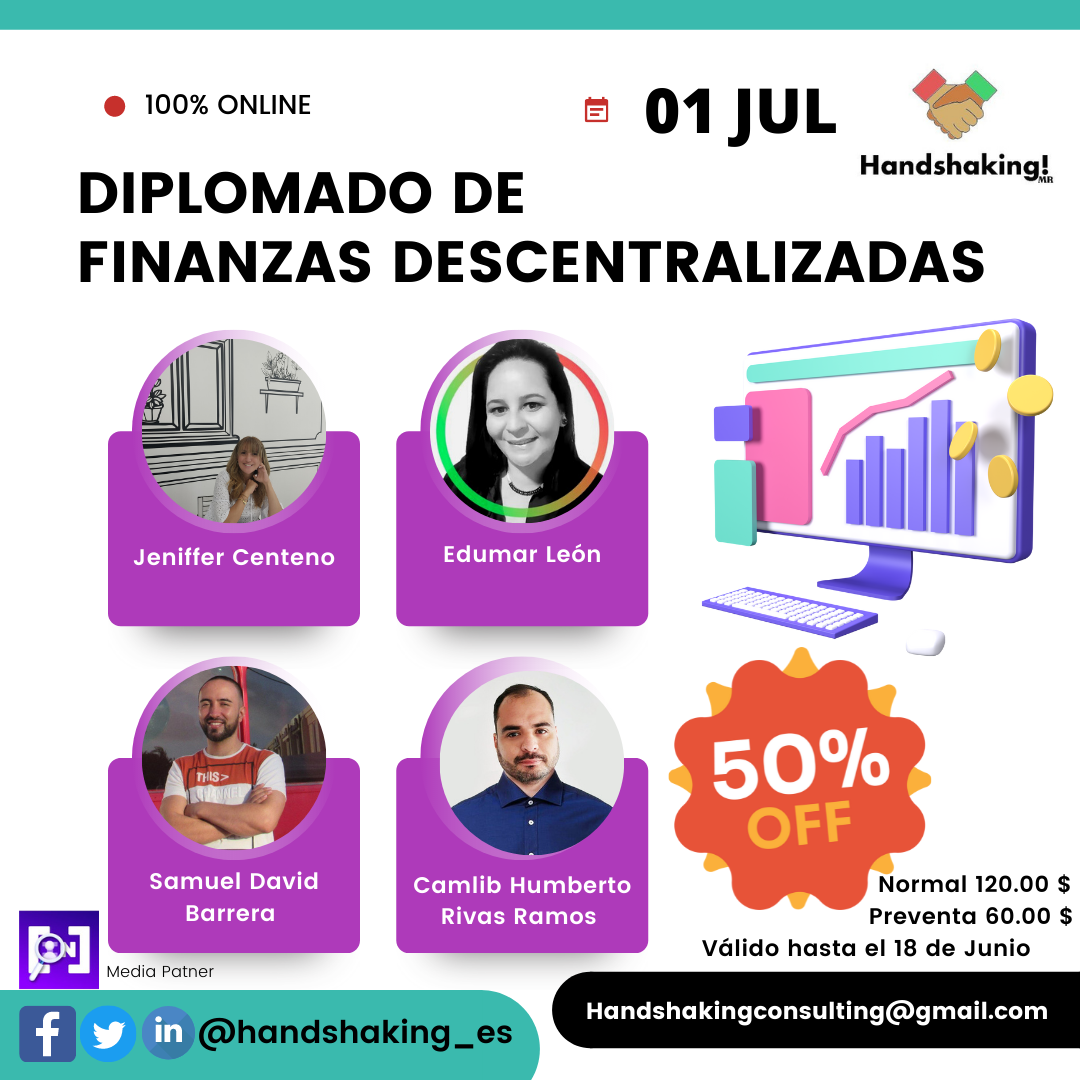 100% ONLINE
01 JUL
Handshaking!
MR
DIPLOMADO DE
FINANZAS DESCENTRALIZADAS
Jeniffer Centeno
Edumar León
THIS>
Samuel David
Barrera
Camlib Humberto
Rivas Ramos
50%
OFF
Normal 120.00 $
Preventa 60.00 $
Válido hasta el 18 de Junio
N
Media Patner
@handshaking_es
Handshakingconsulting@gmail.com